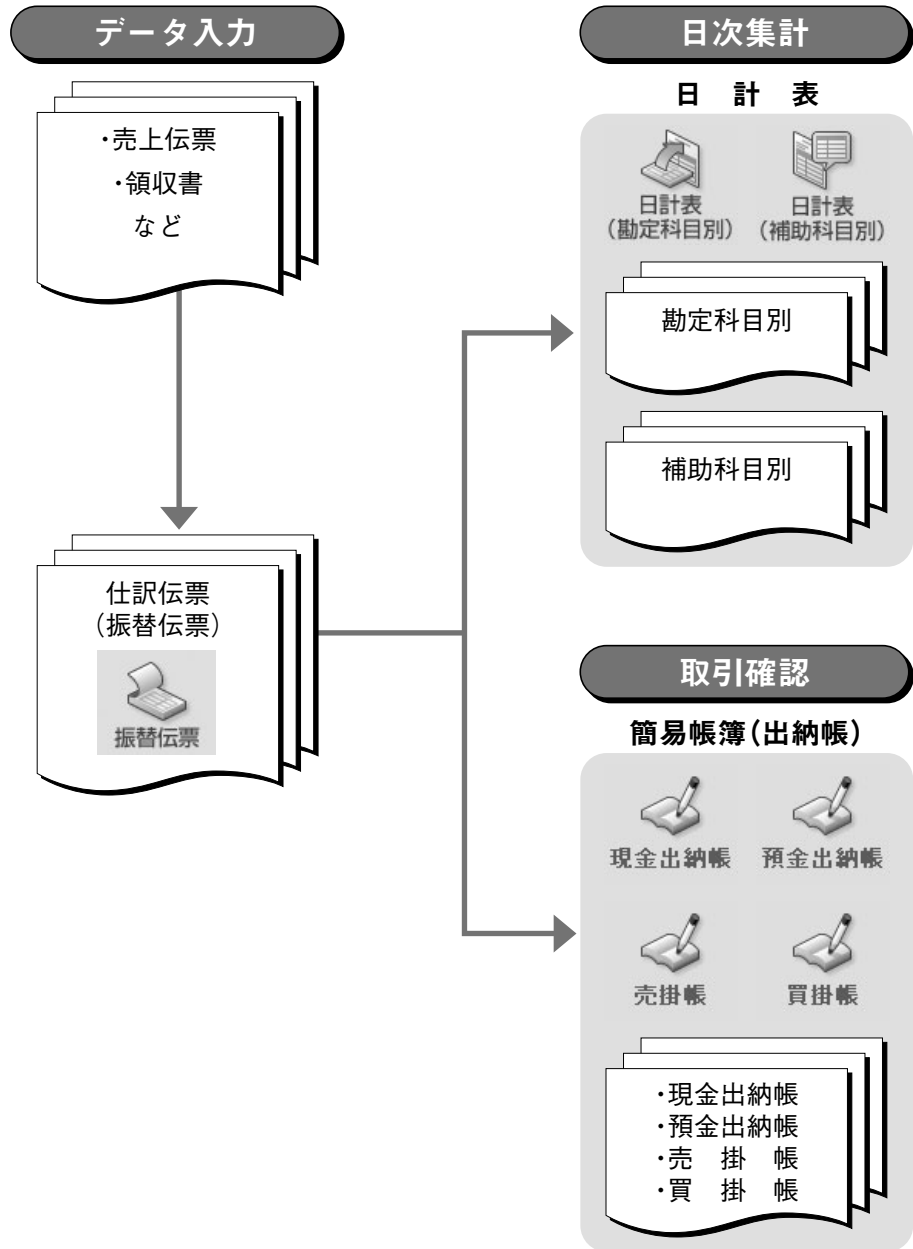 データ入力
・売上伝票
・領収書
など
仕訳伝票
（振替伝票）
振替伝票
日次集計
日　計　表
日計表
（勘定科目別）
日計表
（補助科目別）
勘定科目別
補助科目別
取引確認
簡易帳簿（出納帳）
現金出納帳
預金出納帳
売掛帳
買掛帳
・現金出納帳
・預金出納帳
・売　掛　帳
・買　掛　帳